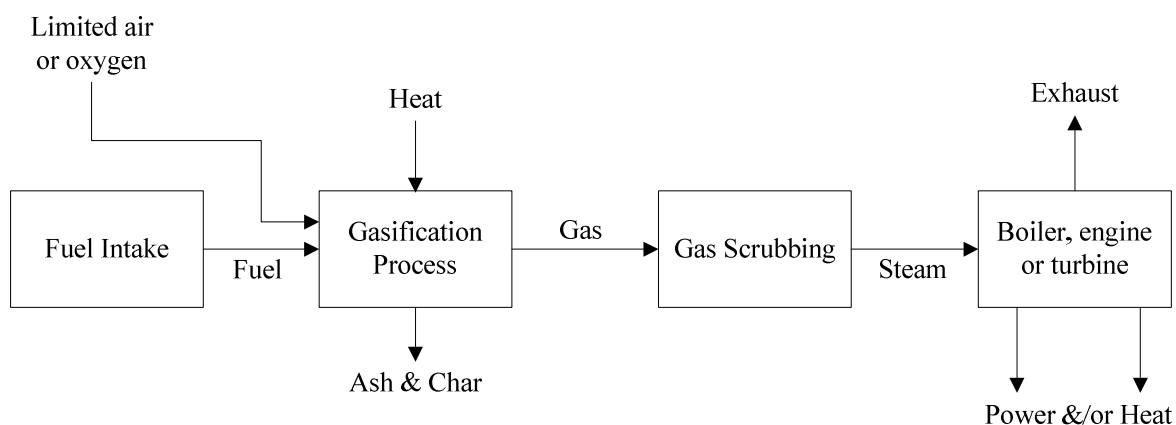 Limited air
or oxygen
Heat
Exhaust
Fuel Intake
Fuel
Gasification
Process
Gas
Gas Scrubbing
Steam
Boiler, engine
or turbine
Ash & Char
Power &/or Heat